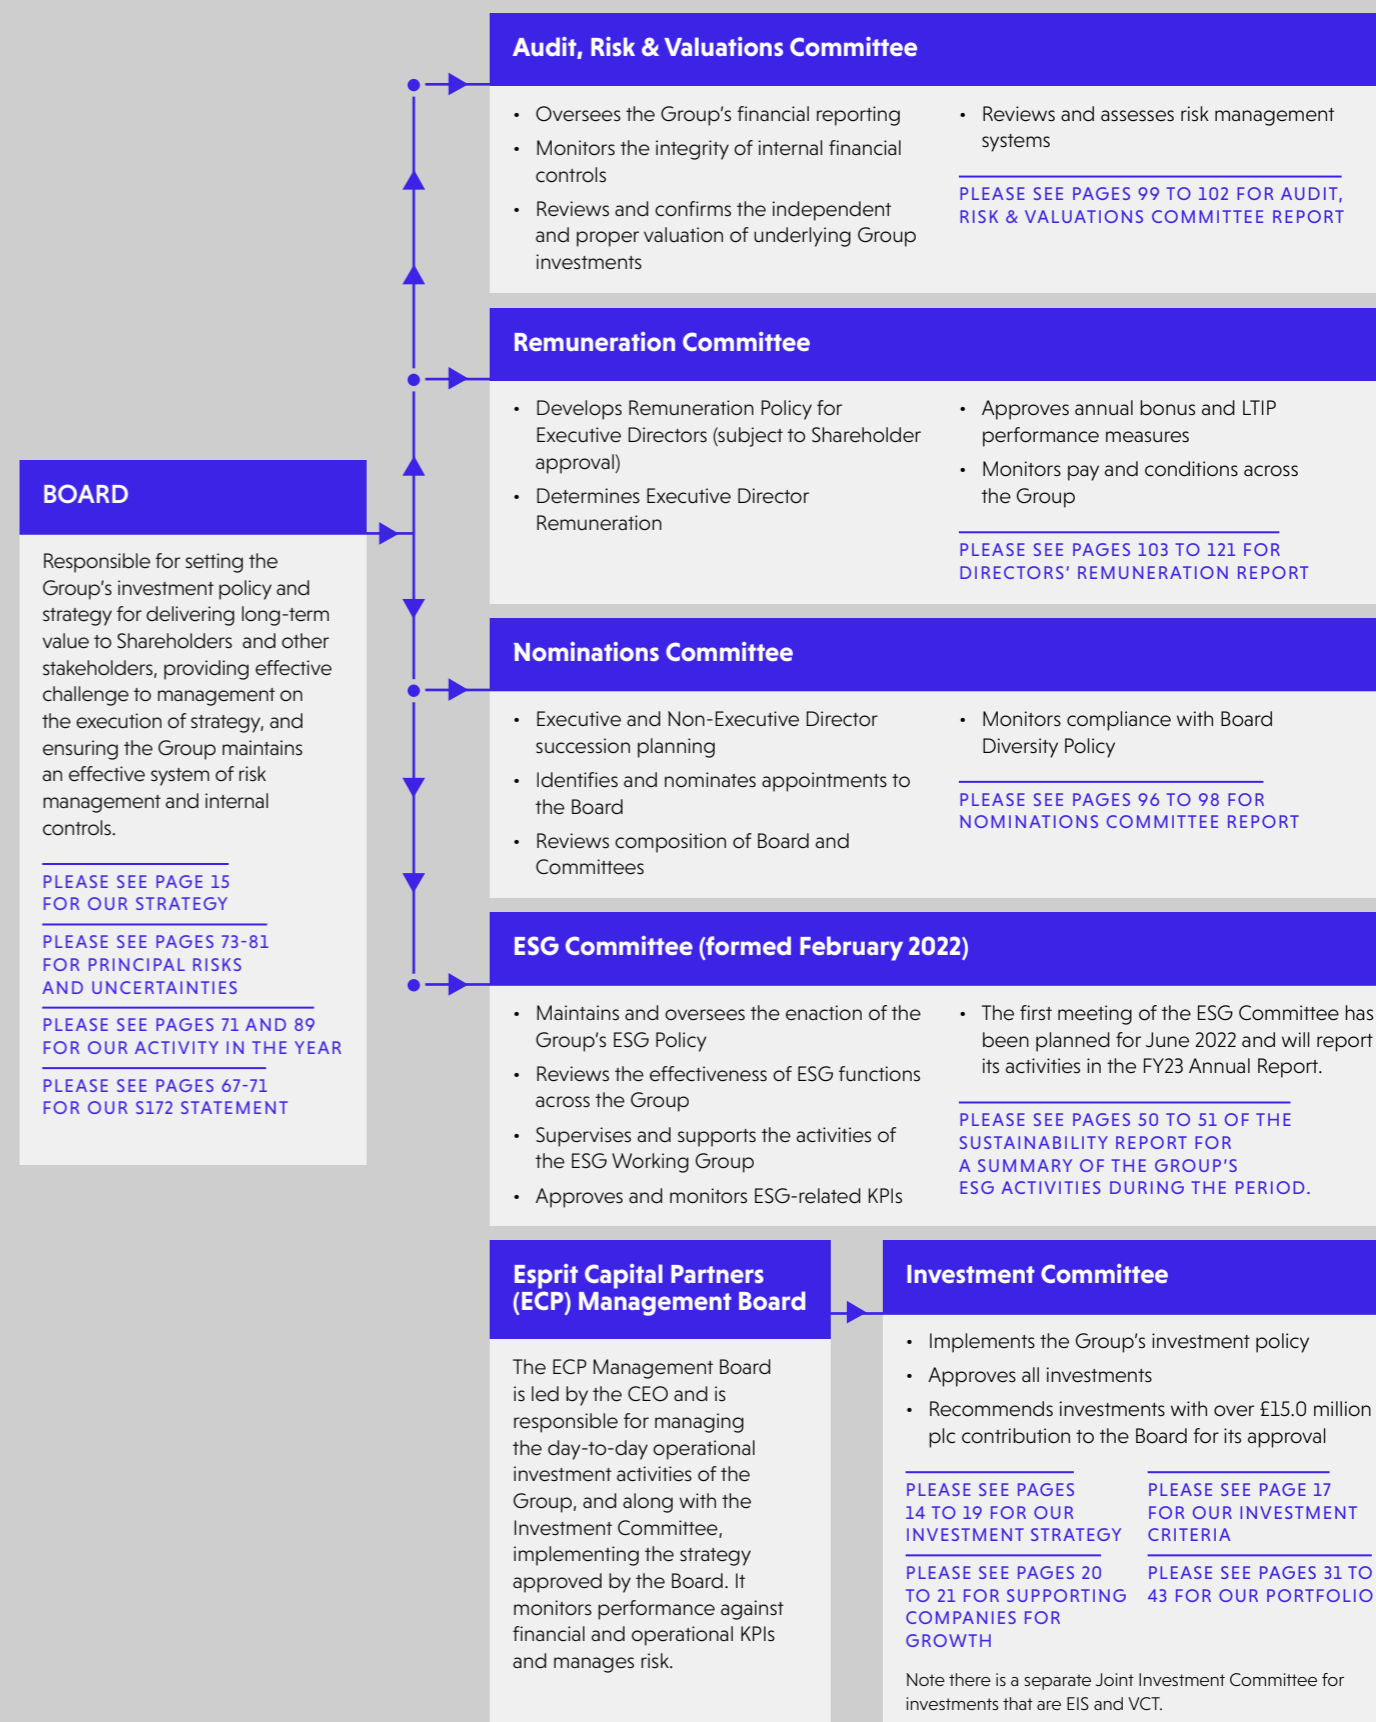 BOARD
Responsible for setting the
Group's investment policy and
strategy for delivering long-term
value to Shareholders and other
stakeholders, providing effective
challenge to management on
the execution of strategy, and
ensuring the Group maintains
an effective system of risk
management and internal
controls.
PLEASE SEE PAGE 15
FOR OUR STRATEGY
PLEASE SEE PAGES 73-81
FOR PRINCIPAL RISKS
AND UNCERTAINTIES
PLEASE SEE PAGES 71 AND 89
FOR OUR ACTIVITY IN THE YEAR
PLEASE SEE PAGES 67-71
FOR OUR S172 STATEMENT
Audit, Risk & Valuations Committee
• Oversees the Group's financial reporting
• Monitors the integrity of internal financial
controls
• Reviews and confirms the independent
and proper valuation of underlying Group
investments
• Reviews and assesses risk management
systems
PLEASE SEE PAGES 99 TO 102 FOR AUDIT,
RISK & VALUATIONS COMMITTEE REPORT
Remuneration Committee
• Develops Remuneration Policy for
Executive Directors (subject to Shareholder
approval)
• Determines Executive Director
Remuneration
• Approves annual bonus and LTIP
performance measures
• Monitors pay and conditions across
the Group
PLEASE SEE PAGES 103 TO 121 FOR
DIRECTORS' REMUNERATION REPORT
Nominations Committee
• Executive and Non-Executive Director
succession planning
• Identifies and nominates appointments to
the Board
• Reviews composition of Board and
Committees
• Monitors compliance with Board
Diversity Policy
PLEASE SEE PAGES 96 TO 98 FOR
NOMINATIONS COMMITTEE REPORT
ESG Committee (formed February 2022)
• Maintains and oversees the enaction of the
Group's ESG Policy
• Reviews the effectiveness of ESG functions
across the Group
• Supervises and supports the activities of
the ESG Working Group
• Approves and monitors ESG-related KPIs
• The first meeting of the ESG Committee has
been planned for June 2022 and will report
its activities in the FY23 Annual Report.
PLEASE SEE PAGES 50 TO 51 OF THE
SUSTAINABILITY REPORT FOR
A SUMMARY OF THE GROUP'S
ESG ACTIVITIES DURING THE PERIOD.
Esprit Capital Partners
(ECP) Management Board
The ECP Management Board
is led by the CEO and is
responsible for managing
the day-to-day operational
investment activities of the
Group, and along with the
Investment Committee,
implementing the strategy
approved by the Board. It
monitors performance against
financial and operational KPIs
and manages risk.
Investment Committee
• Implements the Group's investment policy
• Approves all investments
• Recommends investments with over £15.0 million
plc contribution to the Board for its approval
PLEASE SEE PAGES
14 TO 19 FOR OUR
INVESTMENT STRATEGY
PLEASE SEE PAGES 20
TO 21 FOR SUPPORTING
COMPANIES FOR
GROWTH
PLEASE SEE PAGE 17
FOR OUR INVESTMENT
CRITERIA
PLEASE SEE PAGES 31 TO
43 FOR OUR PORTFOLIO
Note there is a separate Joint Investment Committee for
investments that are EIS and VCT.